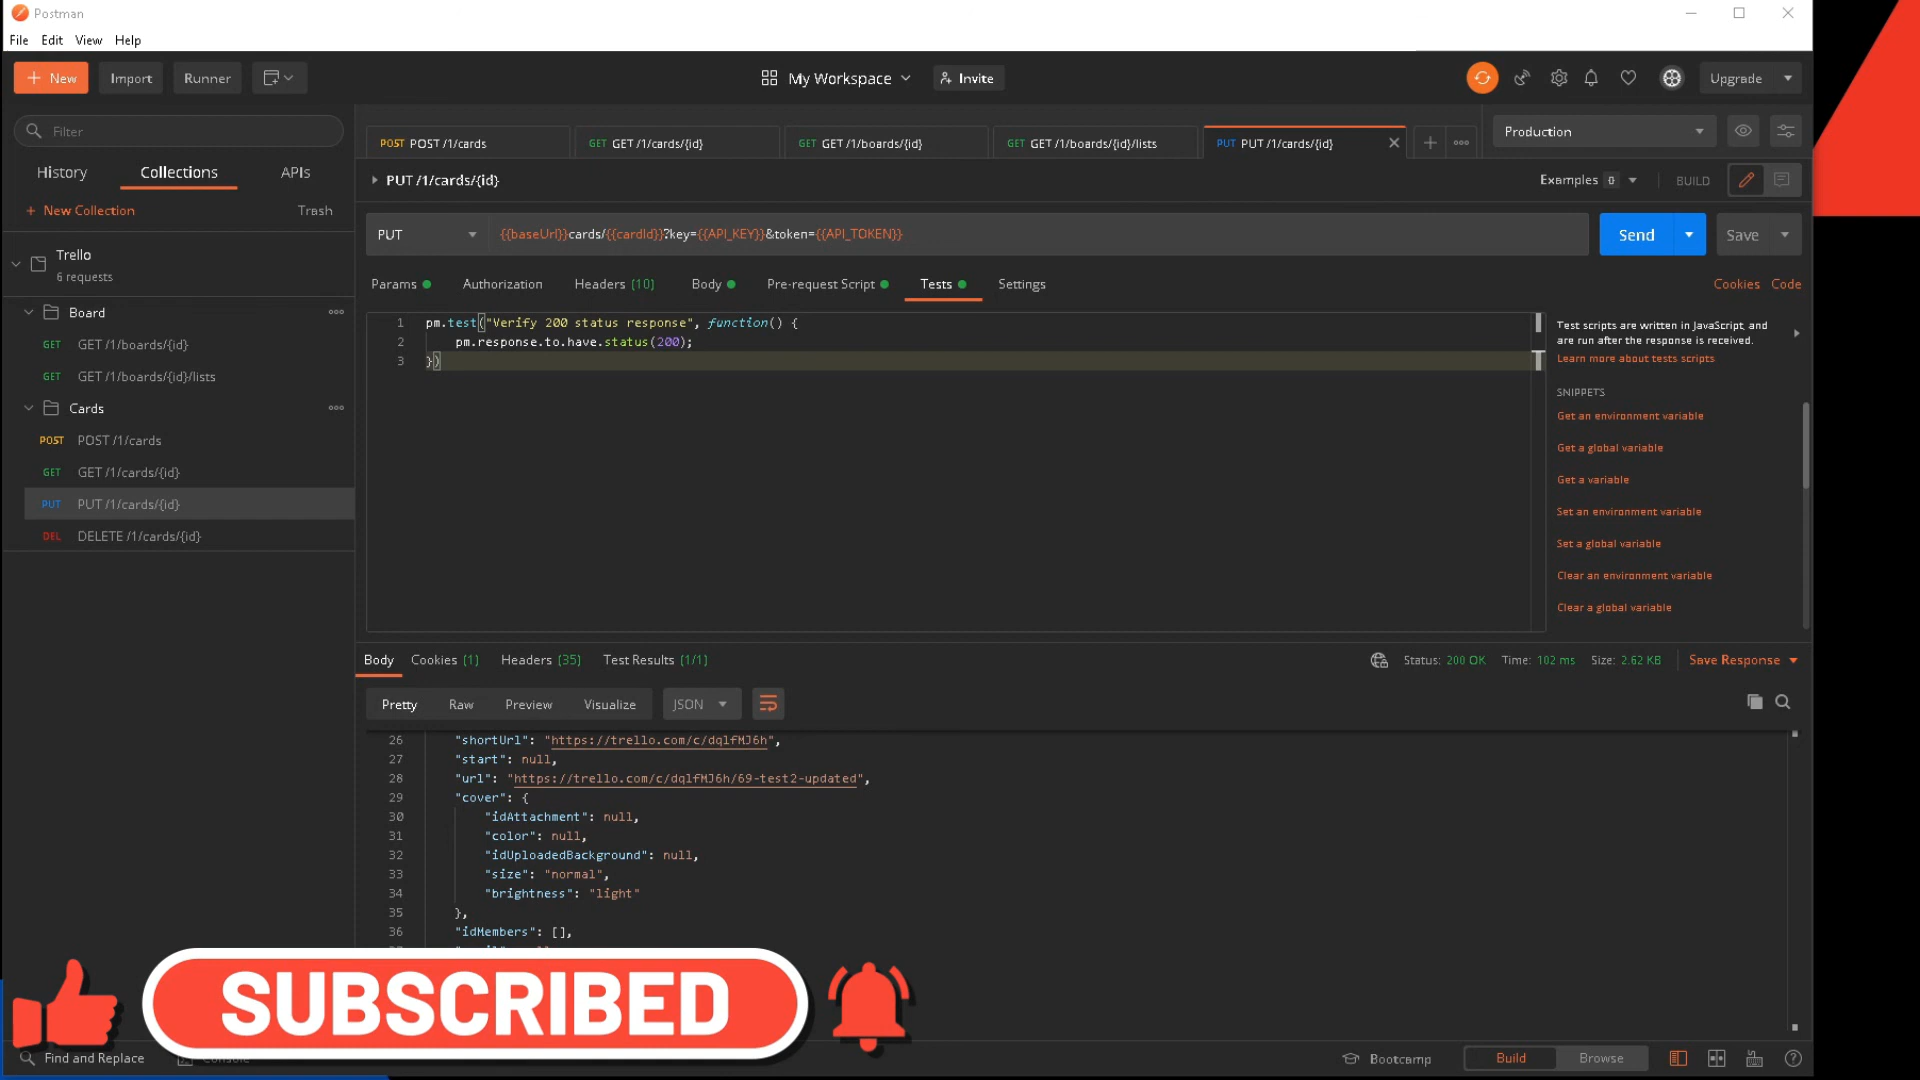 Postman
File Edit View Help
+ New Import Runner My Workspace Invite Upgrade
Filter
POST POST /1/cards GET GET /1/cards/{id} GET GET /1/boards/{id} GET GET /1/boards/{id}/lists PUT PUT /1/cards/{id} Production
History Collections APIs
PUT /1/cards/{id} Examples 0 BUILD
+ New Collection Trash
PUT {{baseUrl}}cards/{{cardId}}?key={{API_KEY}}&token={{API_TOKEN}} Send Save
Trello
6 requests
Params Authorization Headers (10) Body Pre-request Script Tests Settings Cookies Code
Board
GET GET /1/boards/{id}
GET GET /1/boards/{id}/lists
Cards
POST POST /1/cards
GET GET /1/cards/{id}
PUT PUT /1/cards/{id}
DEL DELETE /1/cards/{id}
1 pm.test("Verify 200 status response", function() {
2 pm.response.to.have.status(200);
3 })
Test scripts are written in JavaScript, and
are run after the response is received.
Learn more about tests scripts
SNIPPETS
Get an environment variable
Get a global variable
Get a variable
Set an environment variable
Set a global variable
Clear an environment variable
Clear a global variable
Body Cookies (1) Headers (35) Test Results (1/1) Status: 200 OK Time: 102 ms Size: 2.62 KB Save Response
Pretty Raw Preview Visualize JSON
26 "shortUrl": "https://trello.com/c/dqlfMJ6h",
27 "start": null,
28 "url": "https://trello.com/c/dqlfMJ6h/69-test2-updated",
29 "cover": {
30 "idAttachment": null,
31 "color": null,
32 "idUploadedBackground": null,
33 "size": "normal",
34 "brightness": "light"
35 },
36 "idMembers": [],
SUBSCRIBED
Find and Replace Console Bootcamp Build Browse